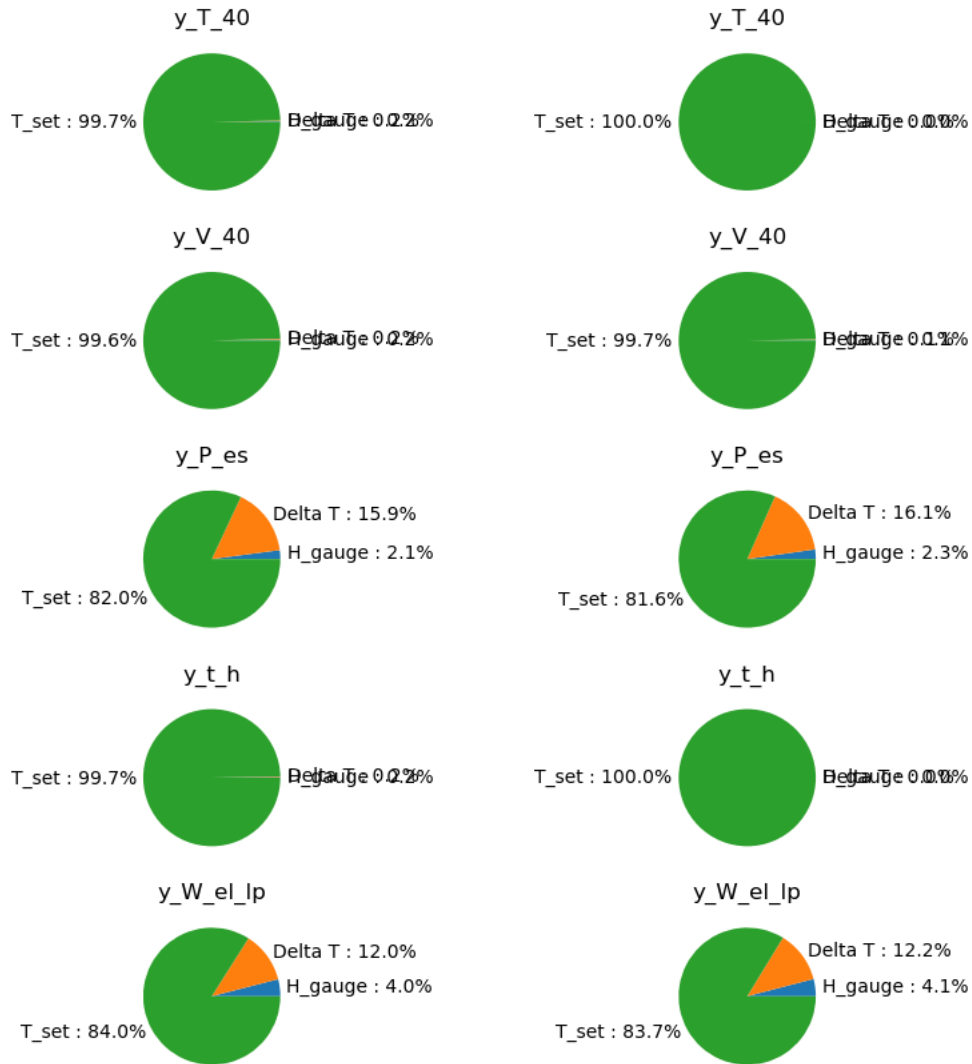 y_T_40 y_T_40
T_set : 99.7% T_set : 100.0%
y_V_40 y_V_40
T_set : 99.6% T_set : 99.7%
y_P_es y_P_es
Delta T : 15.9% Delta T : 16.1%
H_gauge : 2.1% H_gauge : 2.3%
T_set : 82.0% T_set : 81.6%
y_t_h y_t_h
T_set : 99.7% T_set : 100.0%
y_W_el_lp y_W_el_lp
Delta T : 12.0% Delta T : 12.2%
H_gauge : 4.0% H_gauge : 4.1%
T_set : 84.0% T_set : 83.7%